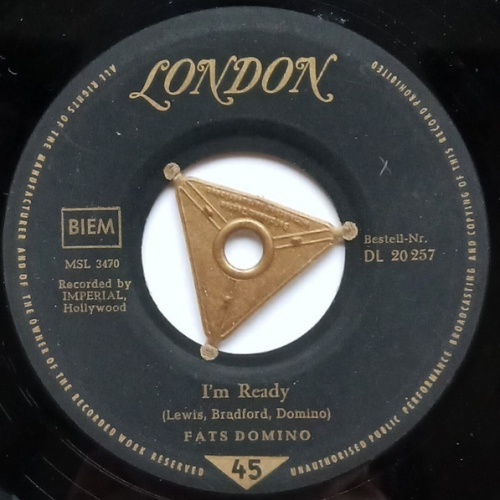 LONDON
ALL RIGHTS OF THE MANUFACTURER AND OF THE OWNER OF THE RECORDED WORK RESERVED
UNAUTHORISED PUBLIC PERFORMANCE BROADCASTING AND COPYING OF THIS RECORD PROHIBITED
BIEM
MSL 3470
Recorded by
IMPERIAL,
Hollywood
Bestell-Nr.
DL 20 257
I'm Ready
(Lewis, Bradford, Domino)
FATS DOMINO
45